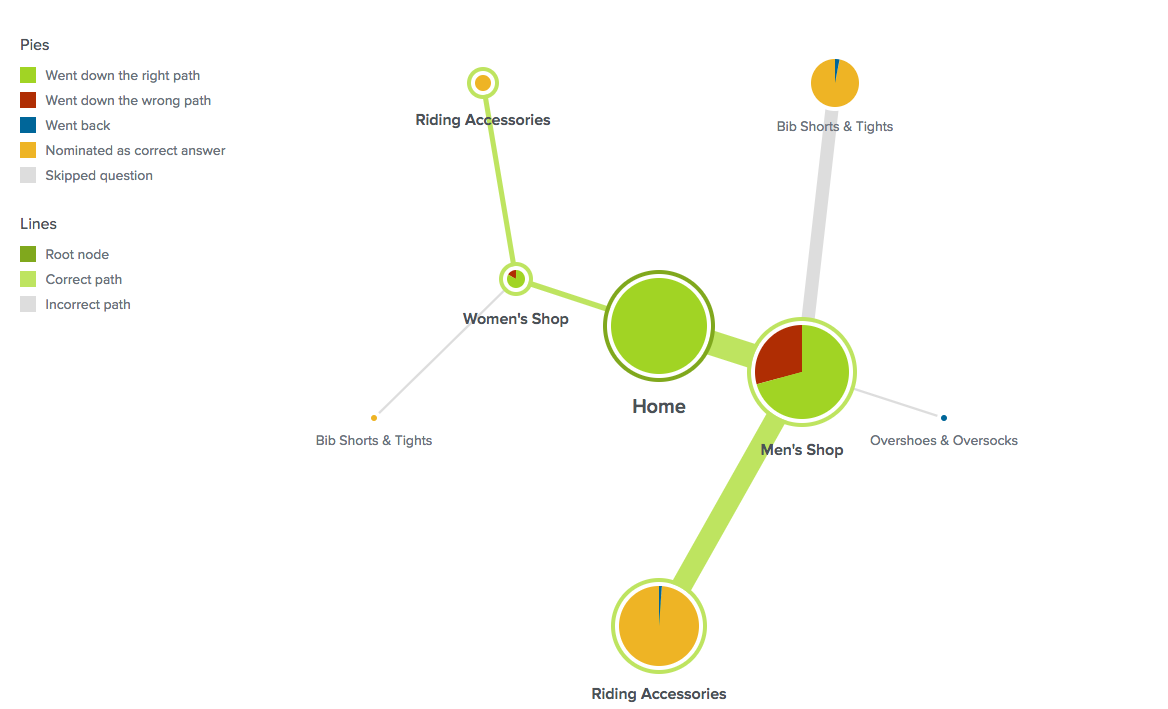 Pies
Went down the right path
Went down the wrong path
Went back
Nominated as correct answer
Skipped question
Lines
Root node
Correct path
Incorrect path
Riding Accessories
Bib Shorts & Tights
Women's Shop
Home
Bib Shorts & Tights
Overshoes & Oversocks
Men's Shop
Riding Accessories